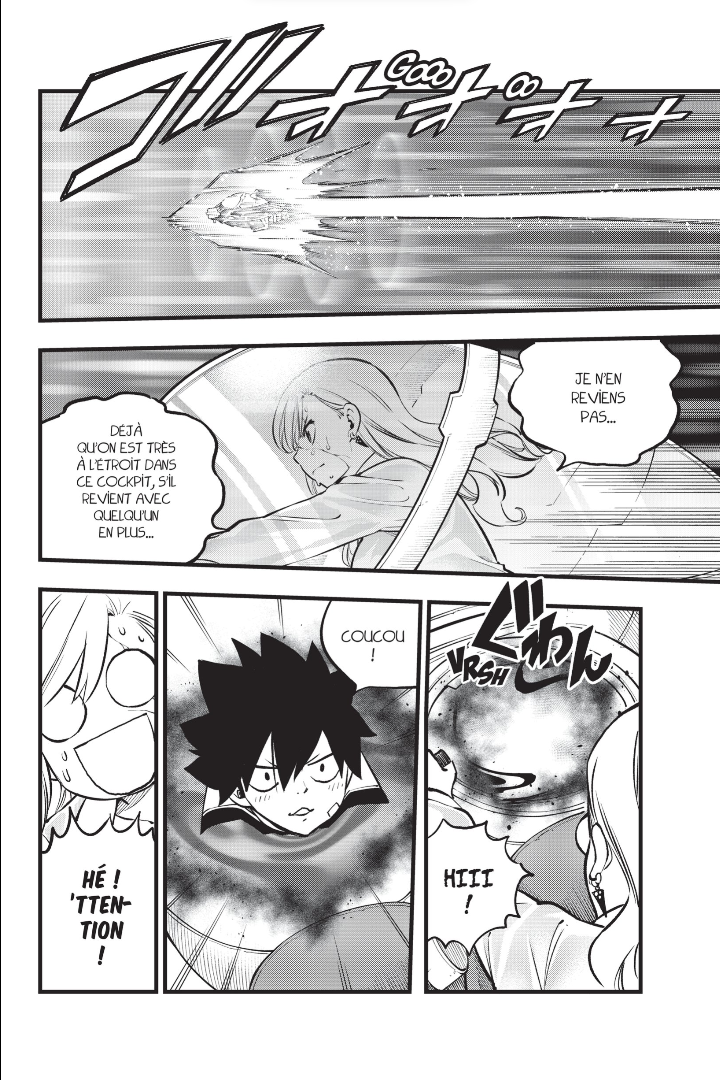 ゴオオオオ
Gooo
oo
JE N'EN
REVIENS
PAS...
DÉJÀ
QU'ON EST TRÈS
À L'ÉTROIT DANS
CE COCKPIT, S'IL
REVIENT AVEC
QUELQU'UN
EN PLUS...
ぐわん
VRSH
HIII
!
COUCOU
!
HÉ !
'TTEN-
TION
!